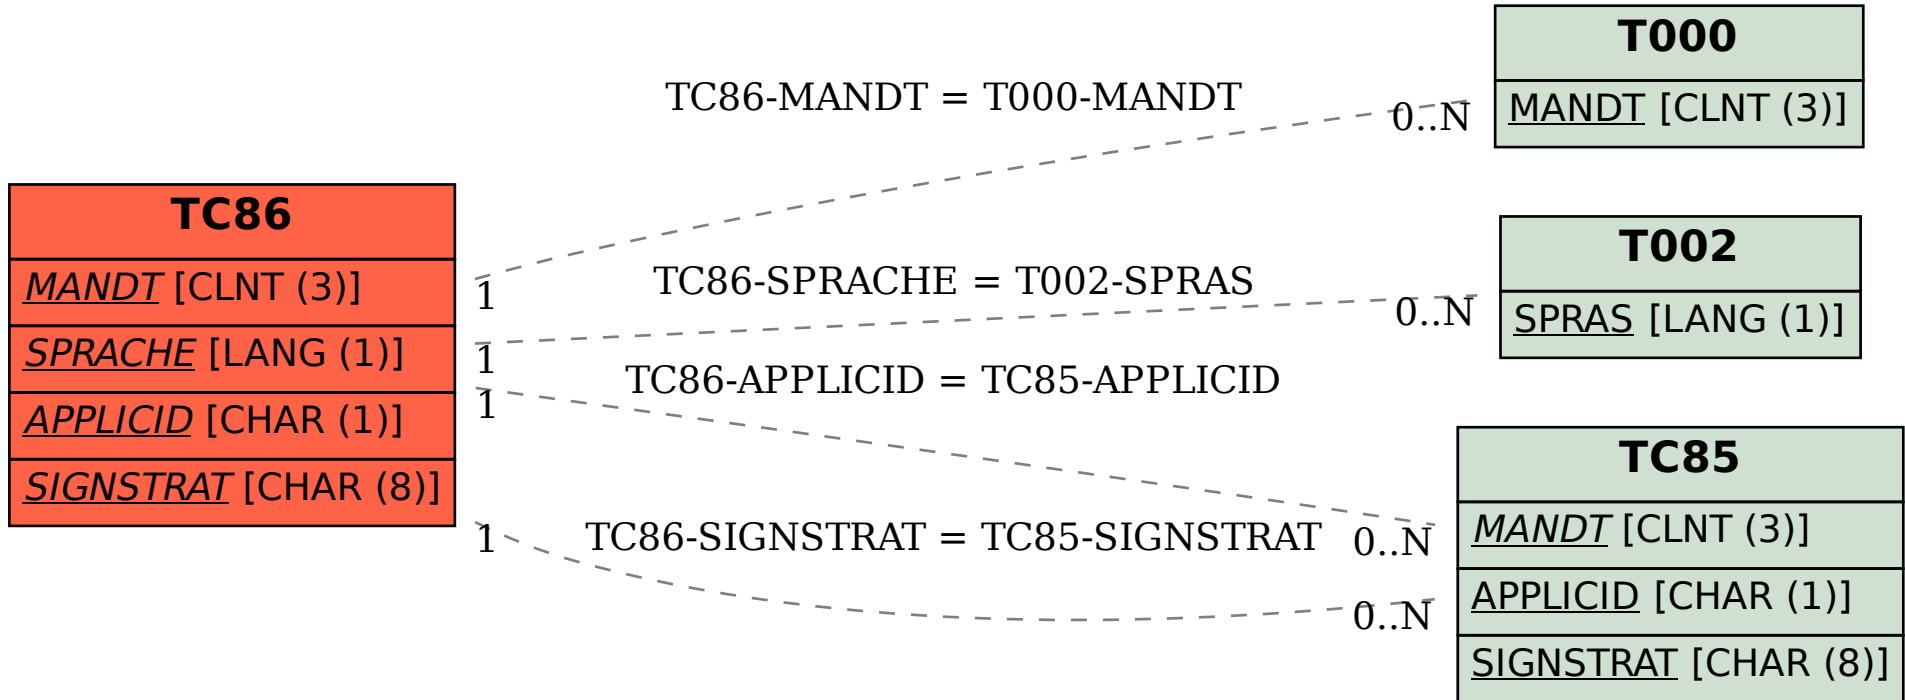 TC86
MANDT [CLNT (3)]
SPRACHE [LANG (1)]
APPLICID [CHAR (1)]
SIGNSTRAT [CHAR (8)]
TC86-MANDT = T000-MANDT
1
0..N
TC86-SPRACHE = T002-SPRAS
1
0..N
TC86-APPLICID = TC85-APPLICID
1
0..N
TC86-SIGNSTRAT = TC85-SIGNSTRAT
1
0..N
T000
MANDT [CLNT (3)]
T002
SPRAS [LANG (1)]
TC85
MANDT [CLNT (3)]
APPLICID [CHAR (1)]
SIGNSTRAT [CHAR (8)]